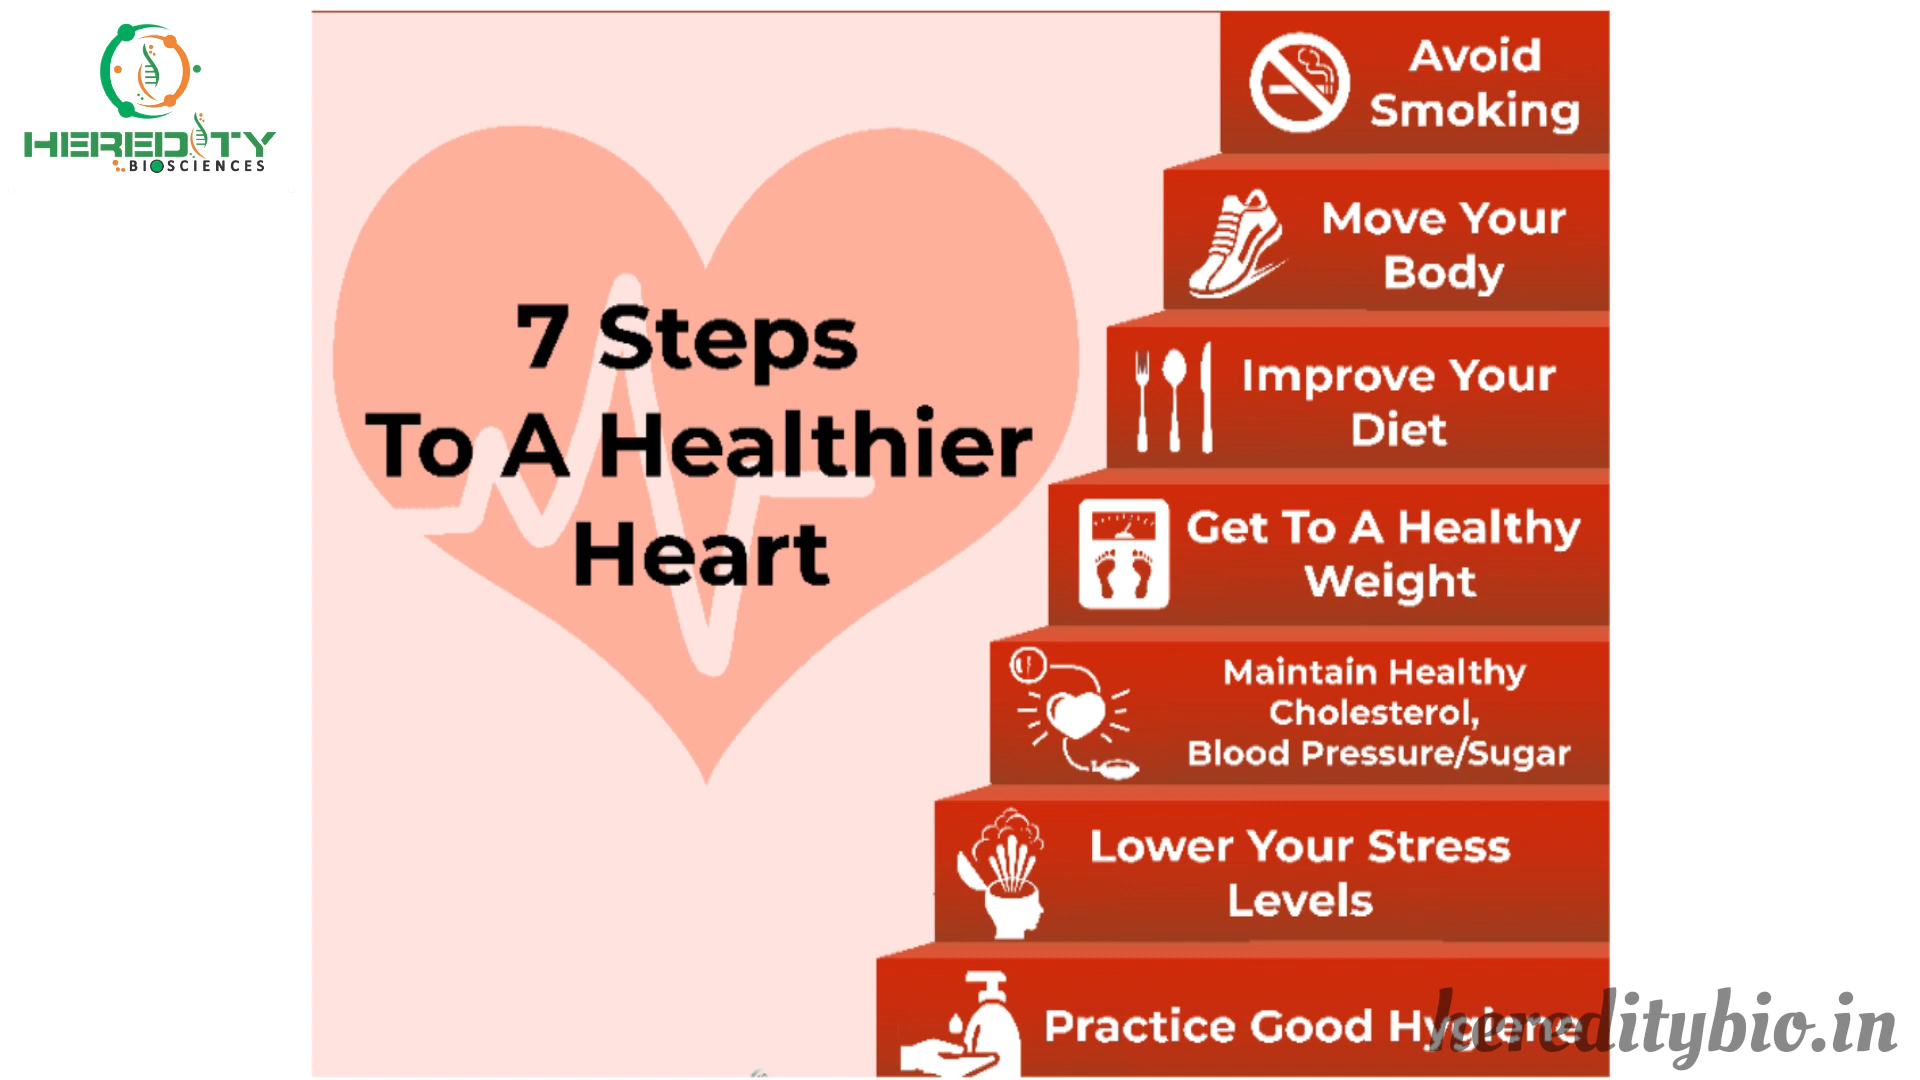 HEREDITY
BIOSCIENCES
7 Steps
To A Healthier
Heart
Avoid
Smoking
Move Your
Body
Improve Your
Diet
Get To A Healthy
Weight
Maintain Healthy
Cholesterol,
Blood Pressure/Sugar
Lower Your Stress
Levels
Practice Good Hygiene
hereditybio.in